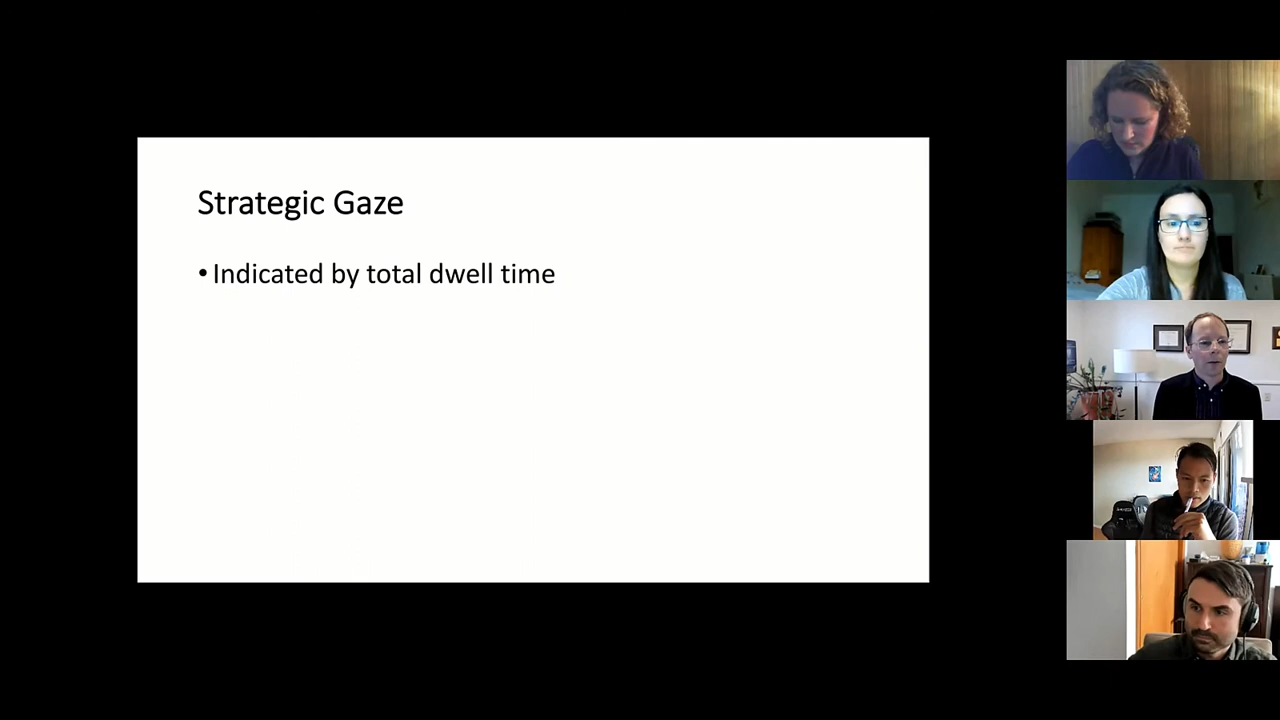 Strategic Gaze
• Indicated by total dwell time